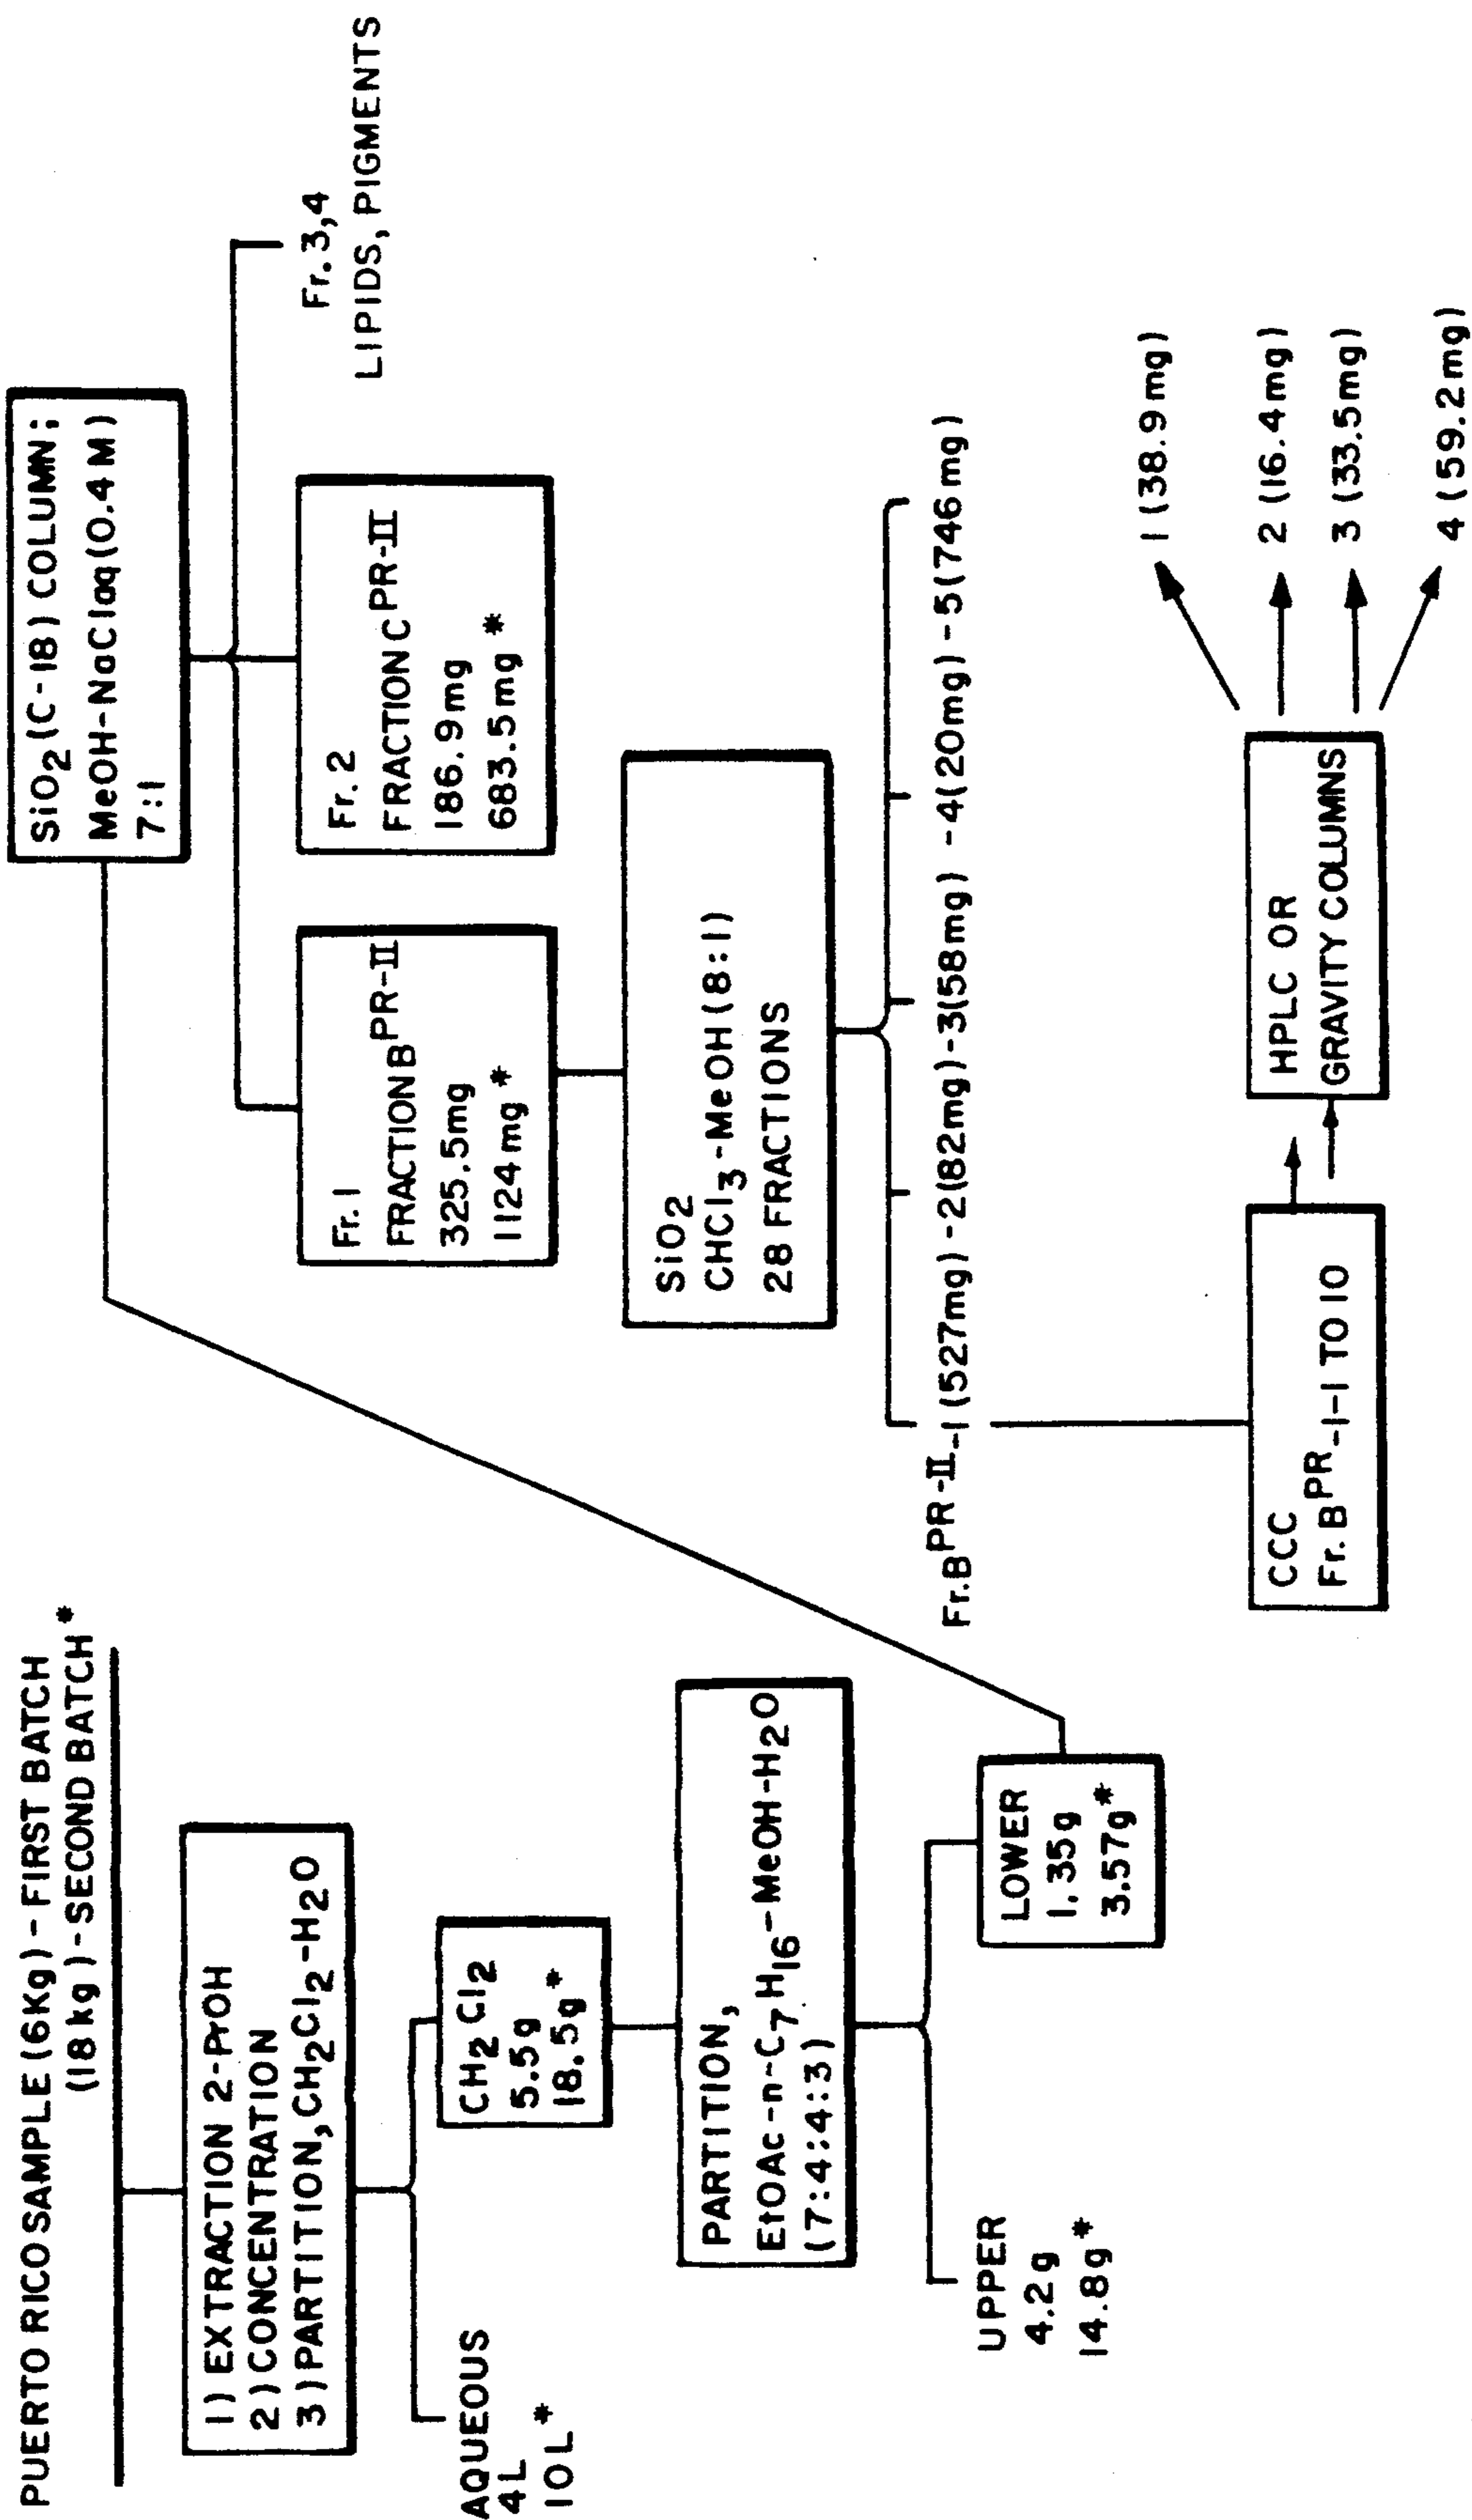 PUERTO RICO SAMPLE (6Kg) - FIRST BATCH
(18 kg) - SECOND BATCH*
1) EXTRACTION 2-PrOH
2) CONCENTRATION
3) PARTITION, CH2Cl2-H2O
AQUEOUS
4L
10L*
CH2Cl2
5.5g
18.5g*
PARTITION,
EtOAc-n-C7H16-MeOH-H2O
(7:4:4:3)
UPPER
4.2g
14.8g*
LOWER
1.35g
3.57g*
SiO2 (C-18) COLUMN;
MeOH-NaClaq (0.4 M)
7:1
Fr. 1
FRACTION B PR-II
325.5mg
1124mg*
Fr. 2
FRACTION C PR-II
186.9mg
683.5mg*
Fr. 3,4
LIPIDS, PIGMENTS
SiO2
CHCl3-MeOH (8:1)
28 FRACTIONS
Fr. B PR-II-1 (527mg) - 2(82mg) - 3(58mg) - 4(20mg) - 5(746mg)
CCC
Fr. B PR-1-1 TO 10
HPLC OR
GRAVITY COLUMNS
1 (38.9 mg)
2 (16.4 mg)
3 (33.5 mg)
4 (59.2 mg)